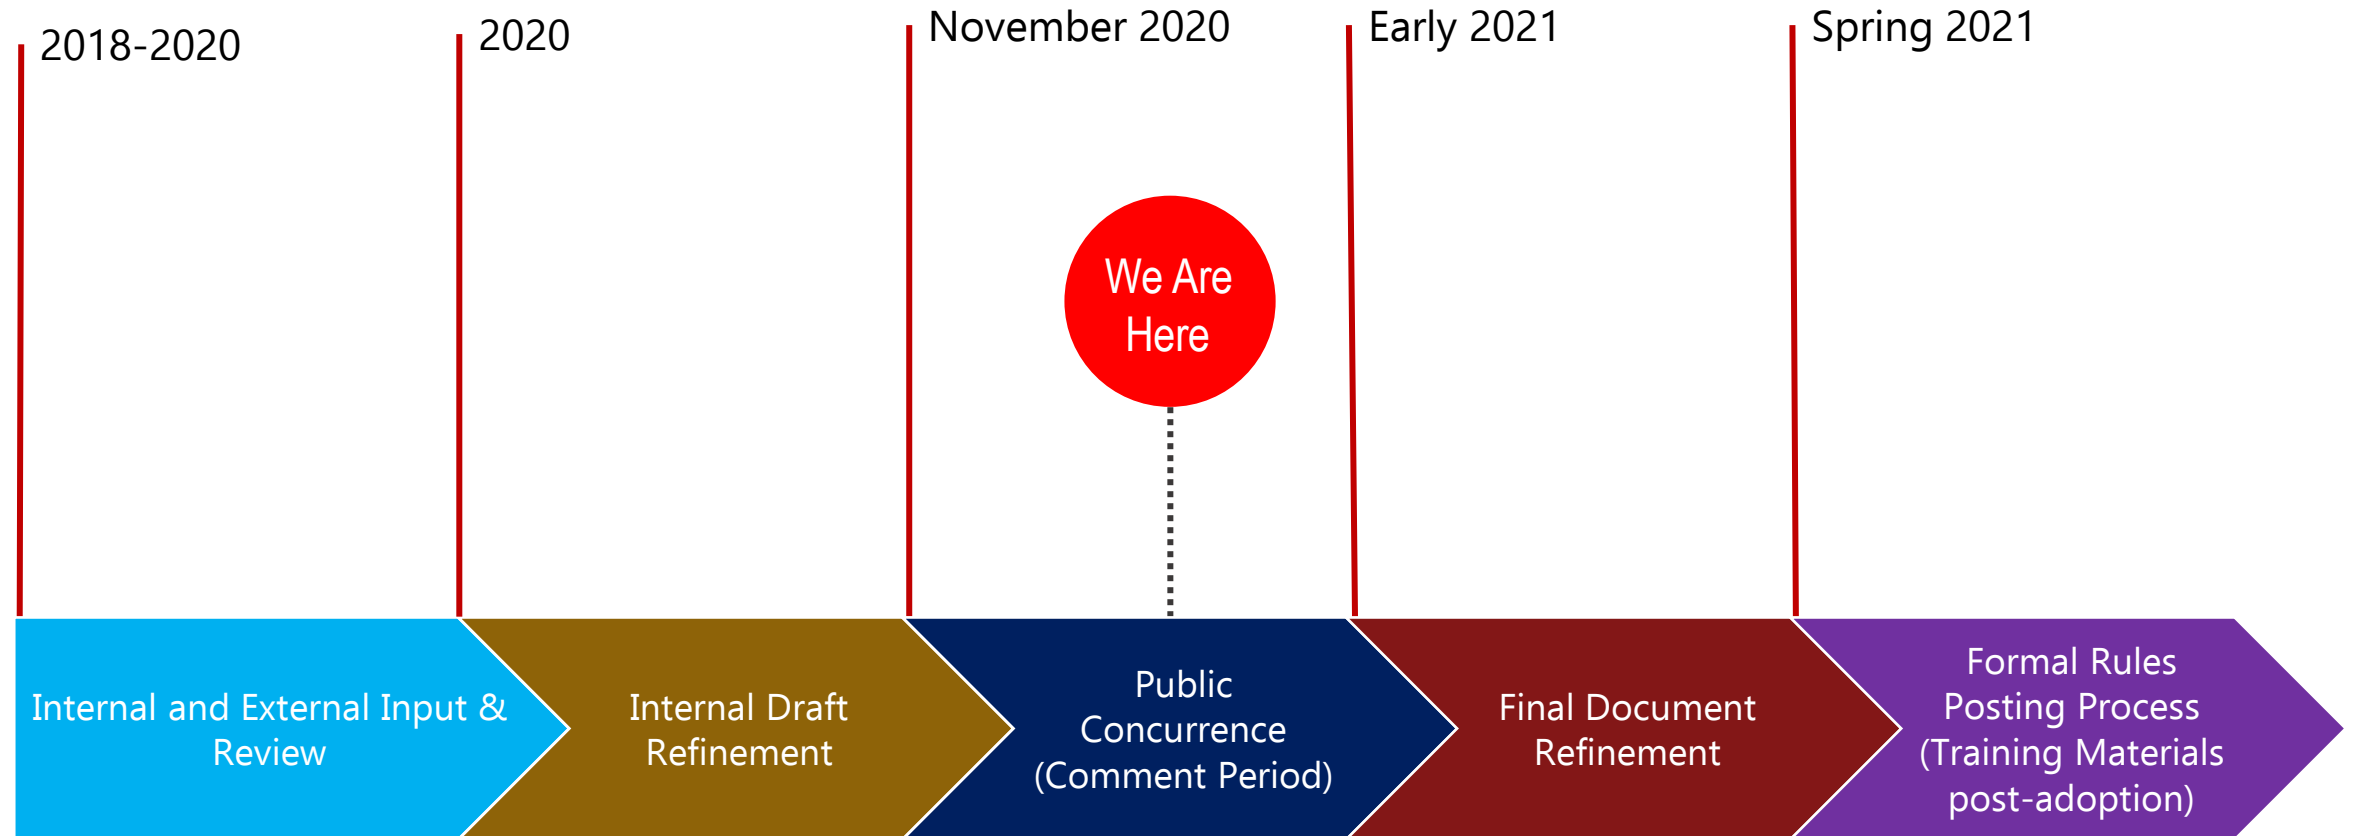 2018-2020
2020
November 2020
Early 2021
Spring 2021
We Are
Here
Internal and External Input &
Review
Internal Draft
Refinement
Public
Concurrence
(Comment Period)
Final Document
Refinement
Formal Rules
Posting Process
(Training Materials
post-adoption)